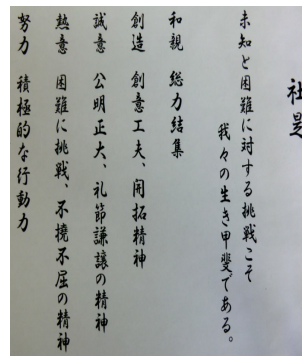 社是
未知と困難に対する挑戦こそ
我々の生き甲斐である。
和親 総力結集
創造 創意工夫、開拓精神
誠意 公明正大、礼節謙譲の精神
熱意 困難に挑戦、不撓不屈の精神
努力 積極的な行動力